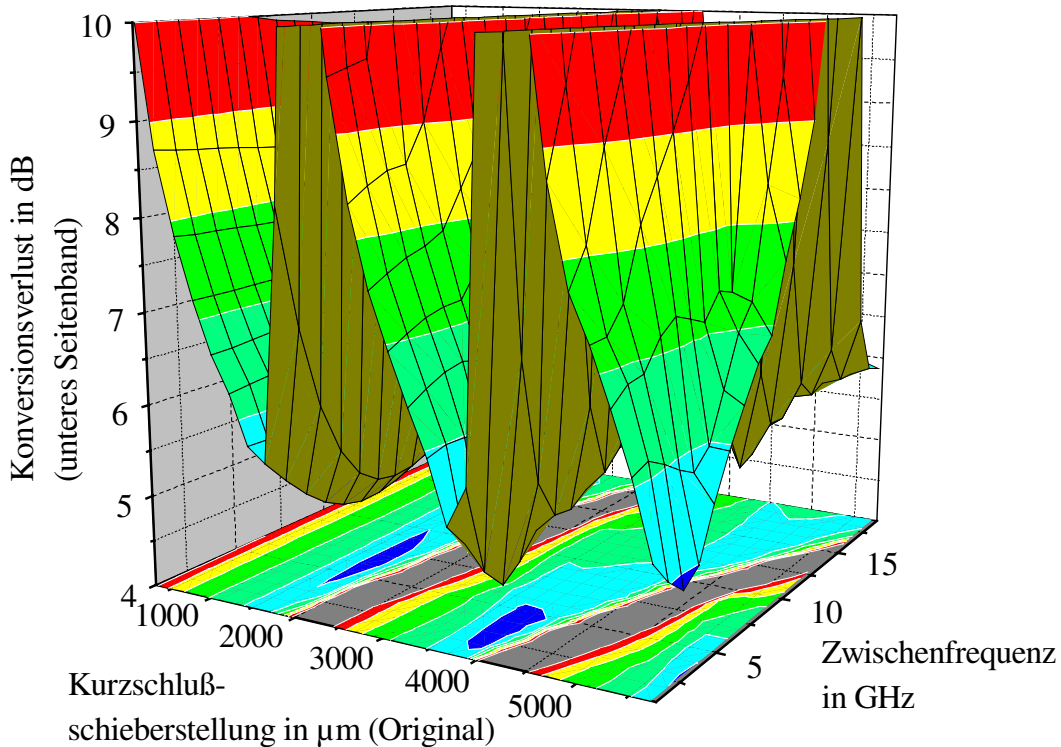 10
9
8
7
6
5
4
Konversionsverlust in dB
(unteres Seitenband)
1000
2000
3000
4000
5000
Kurzschluß-
schieberstellung in µm (Original)
5
10
15
Zwischenfrequenz
in GHz